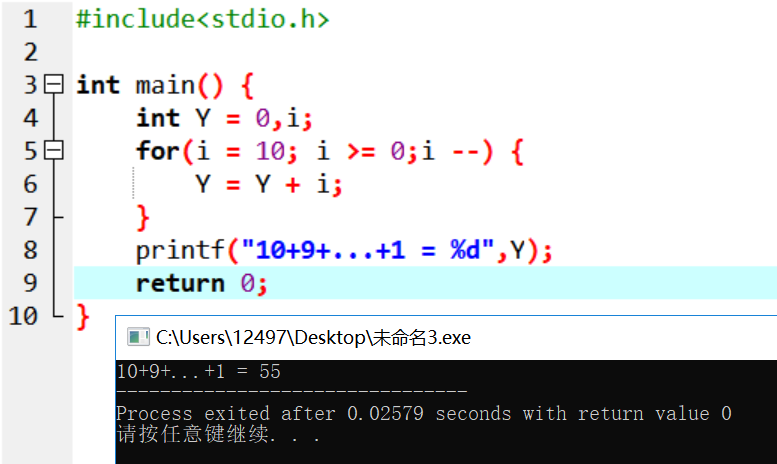 1 #include<stdio.h>
2
3 int main() {
4 int Y = 0,i;
5 for(i = 10; i >= 0;i --) {
6 Y = Y + i;
7 }
8 printf("10+9+...+1 = %d",Y);
9 return 0;
10 }
C:\Users\12497\Desktop\未命名3.exe
10+9+...+1 = 55
--------------------------------
Process exited after 0.02579 seconds with return value 0
请按任意键继续. . .